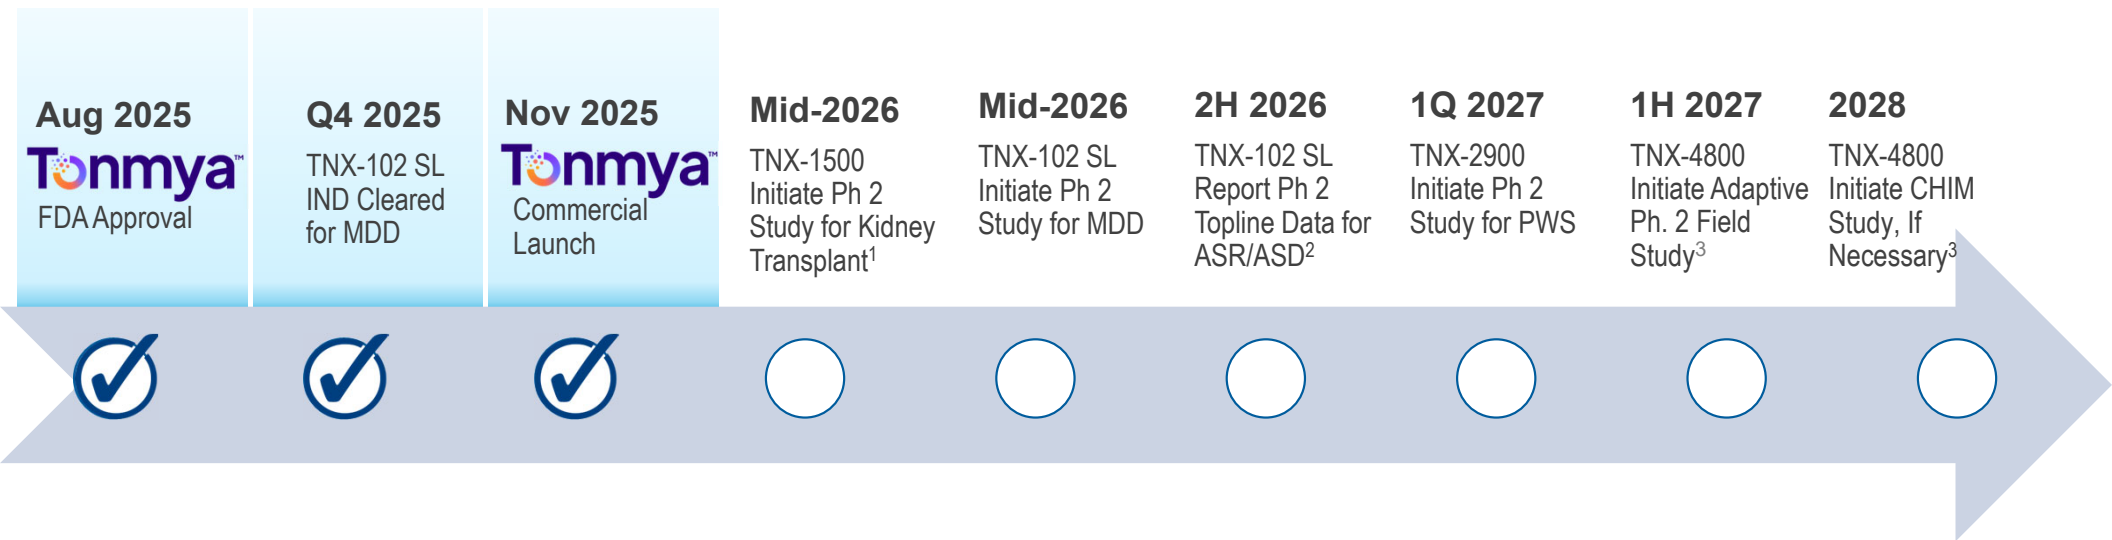 Aug 2025
Tonmya™
FDA Approval
Q4 2025
TNX-102 SL
IND Cleared
for MDD
Nov 2025
Tonmya™
Commercial
Launch
Mid-2026
TNX-1500
Initiate Ph 2
Study for Kidney
Transplant¹
Mid-2026
TNX-102 SL
Initiate Ph 2
Study for MDD
2H 2026
TNX-102 SL
Report Ph 2
Topline Data for
ASR/ASD²
1Q 2027
TNX-2900
Initiate Ph 2
Study for PWS
1H 2027
TNX-4800
Initiate Adaptive
Ph. 2 Field
Study³
2028
TNX-4800
Initiate CHIM
Study, If
Necessary³